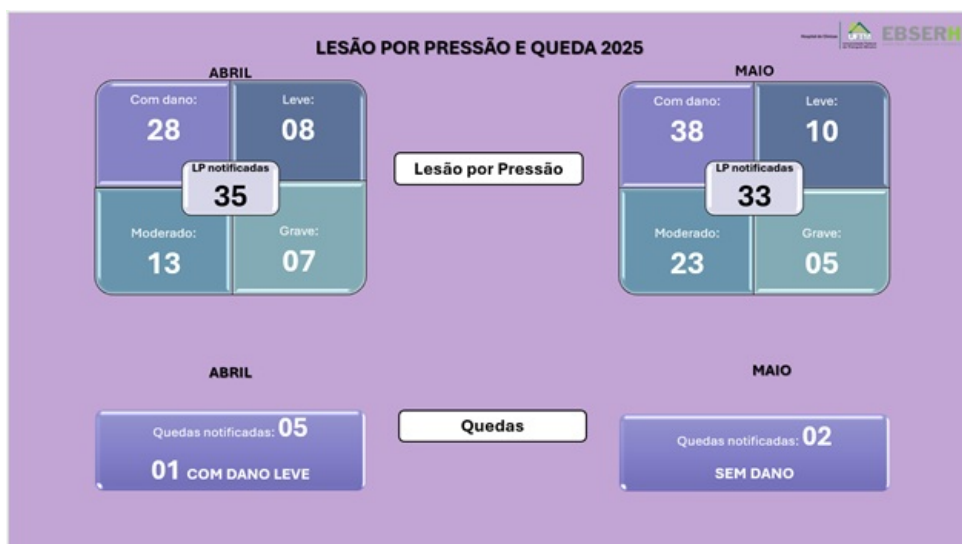 LESÃO POR PRESSÃO E QUEDA 2025
EBSERH
ABRIL
Com dano:
28
Leve:
08
LP notificadas
35
Moderado:
13
Grave:
07
Lesão por Pressão
MAIO
Com dano:
38
Leve:
10
LP notificadas
33
Moderado:
23
Grave:
05
ABRIL
Quedas notificadas: 05
01 COM DANO LEVE
Quedas
MAIO
Quedas notificadas: 02
SEM DANO